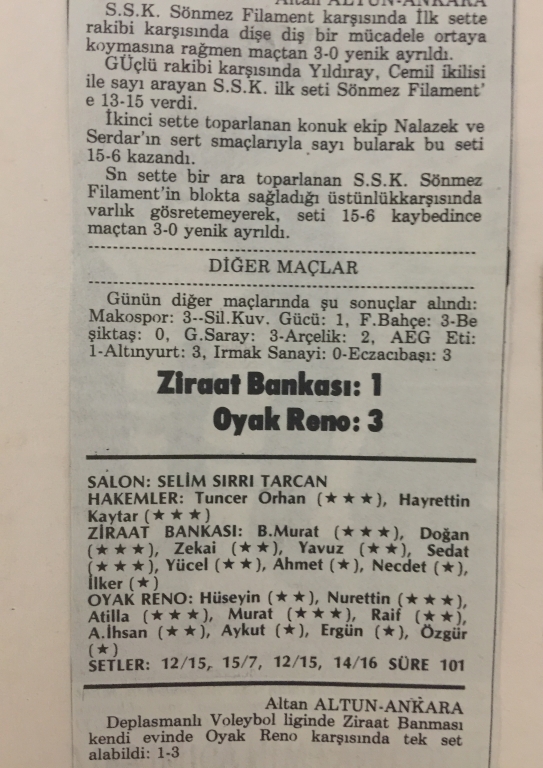 Altan ALTUN-ANKARA
S.S.K. Sönmez Filament karşısında İlk sette
rakibi karşısında dişe diş bir mücadele ortaya
koymasına rağmen maçtan 3-0 yenik ayrıldı.
GÜçlü rakibi karşısında Yıldıray, Cemil ikilisi
ile sayı arayan S.S.K. ilk seti Sönmez Filament'
e 13-15 verdi.
İkinci sette toparlanan konuk ekip Nalazek ve
Serdar'ın sert smaçlarıyla sayı bularak bu seti
15-6 kazandı.
Sn sette bir ara toparlanan S.S.K. Sönmez
Filament'in blokta sağladığı üstünlükkarşısında
varlık gösretemeyerek, seti 15-6 kaybedince
maçtan 3-0 yenik ayrıldı.
DİĞER MAÇLAR
Günün diğer maçlarında şu sonuçlar alındı:
Makospor: 3--Sil.Kuv. Gücü: 1, F.Bahçe: 3-Be
şiktaş: 0, G.Saray: 3-Arçelik: 2, AEG Eti:
1-Altınyurt: 3, Irmak Sanayi: 0-Eczacıbaşı: 3
Ziraat Bankası: 1
Oyak Reno: 3
SALON: SELİM SIRRI TARCAN
HAKEMLER: Tuncer Orhan (★★★), Hayrettin
Kaytar (★★★)
ZİRAAT BANKASI: B.Murat (★★★), Doğan
(★★★), Zekai (★★), Yavuz (★★), Sedat
(★★★), Yücel (★★), Ahmet (★), Necdet (★),
İlker (★)
OYAK RENO: Hüseyin (★★), Nurettin (★★★),
Atilla (★★★), Murat (★★★), Raif (★★),
A.İhsan (★★), Aykut (★), Ergün (★), Özgür
(★)
SETLER: 12/15, 15/7, 12/15, 14/16 SÜRE 101
Altan ALTUN-ANKARA
Deplasmanlı Voleybol liginde Ziraat Banması
kendi evinde Oyak Reno karşısında tek set
alabildi: 1-3